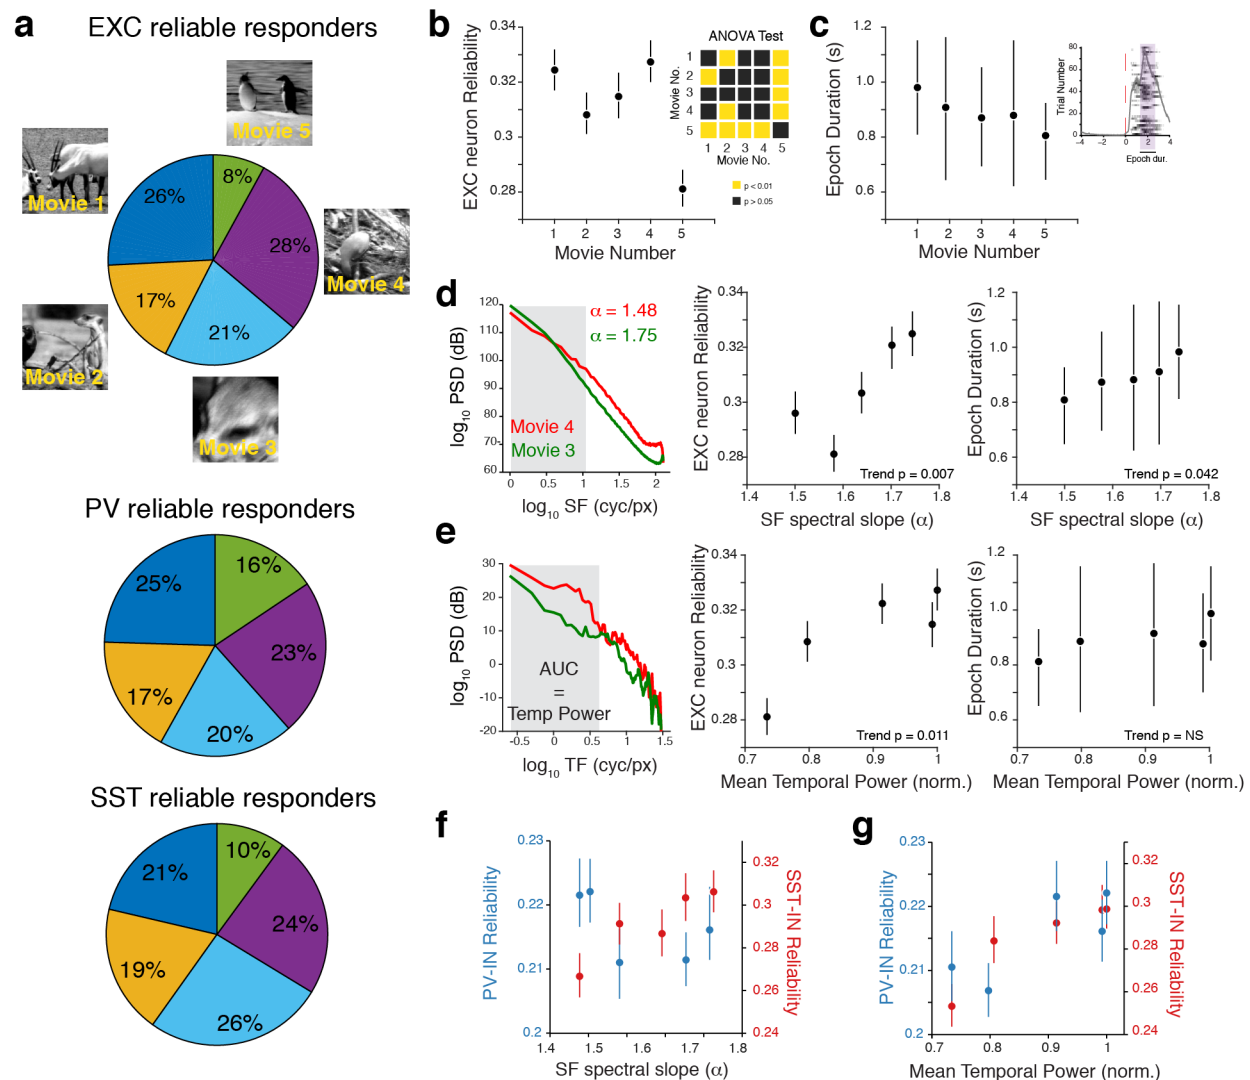 a
EXC reliable responders
Movie 5
Movie 1
26%
8%
28%
Movie 4
17%
21%
Movie 2
Movie 3
PV reliable responders
25%
16%
23%
17%
20%
SST reliable responders
21%
10%
24%
19%
26%
b
EXC neuron Reliability
0.34
0.32
0.3
0.28
1 2 3 4 5
Movie Number
ANOVA Test
Movie No.
1
2
3
4
5
1 2 3 4 5
Movie No.
p < 0.01
p > 0.05
c
Epoch Duration (s)
1.2
1.0
0.8
0.6
1 2 3 4 5
Movie Number
Trial Number
80
60
40
20
0
-4 -2 0 2 4
Epoch dur.
d
log10 PSD (dB)
120
110
100
90
80
70
60
α = 1.48
α = 1.75
Movie 4
Movie 3
0 0.5 1 1.5 2
log10 SF (cyc/px)
EXC neuron Reliability
0.34
0.32
0.3
0.28
Trend p = 0.007
1.4 1.5 1.6 1.7 1.8
SF spectral slope (α)
Epoch Duration (s)
1.2
1.0
0.8
0.6
Trend p = 0.042
1.4 1.5 1.6 1.7 1.8
SF spectral slope (α)
e
log10 PSD (dB)
30
20
10
0
-10
-20
AUC
=
Temp Power
-0.5 0 0.5 1 1.5
log10 TF (cyc/px)
EXC neuron Reliability
0.34
0.32
0.3
0.28
Trend p = 0.011
0.7 0.8 0.9 1
Mean Temporal Power (norm.)
Epoch Duration (s)
1.2
1.0
0.8
0.6
Trend p = NS
0.7 0.8 0.9 1
Mean Temporal Power (norm.)
f
PV-IN Reliability
0.23
0.22
0.21
0.2
SST-IN Reliability
0.32
0.3
0.28
0.26
0.24
1.4 1.5 1.6 1.7 1.8
SF spectral slope (α)
g
PV-IN Reliability
0.23
0.22
0.21
0.2
SST-IN Reliability
0.32
0.3
0.28
0.26
0.24
0.7 0.8 0.9 1
Mean Temporal Power (norm.)